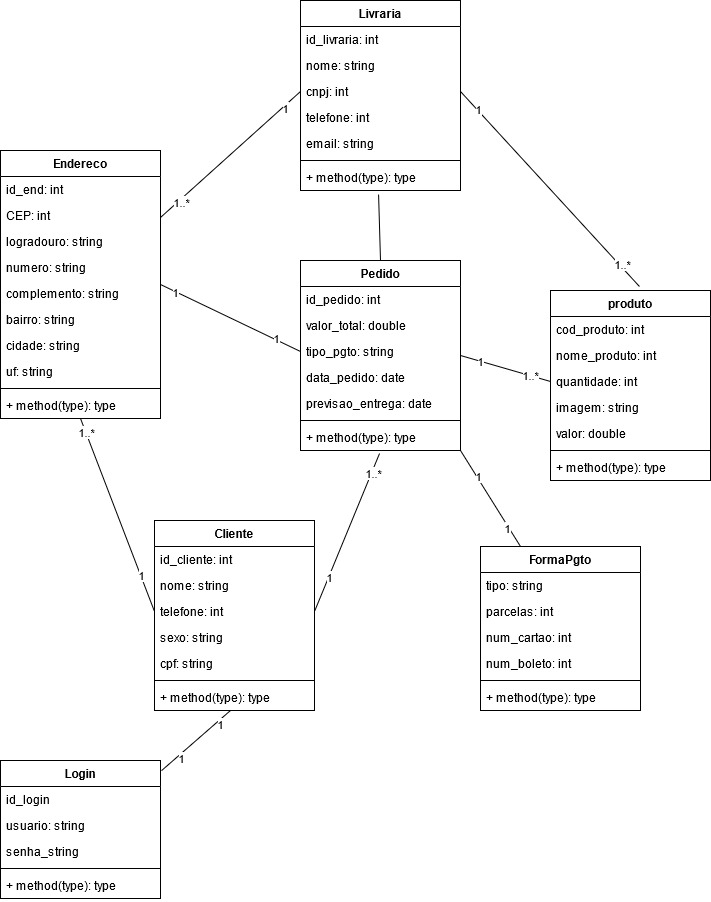 Livraria
id_livraria: int
nome: string
cnpj: int
telefone: int
email: string
+ method(type): type
1
1
1..*
1..*
Endereco
id_end: int
CEP: int
logradouro: string
numero: string
complemento: string
bairro: string
cidade: string
uf: string
+ method(type): type
1
1
Pedido
id_pedido: int
valor_total: double
tipo_pgto: string
data_pedido: date
previsao_entrega: date
+ method(type): type
1
1..*
produto
cod_produto: int
nome_produto: int
quantidade: int
imagem: string
valor: double
+ method(type): type
1..*
1
1..*
1
1
1
Cliente
id_cliente: int
nome: string
telefone: int
sexo: string
cpf: string
+ method(type): type
FormaPgto
tipo: string
parcelas: int
num_cartao: int
num_boleto: int
+ method(type): type
1
1
Login
id_login
usuario: string
senha_string
+ method(type): type